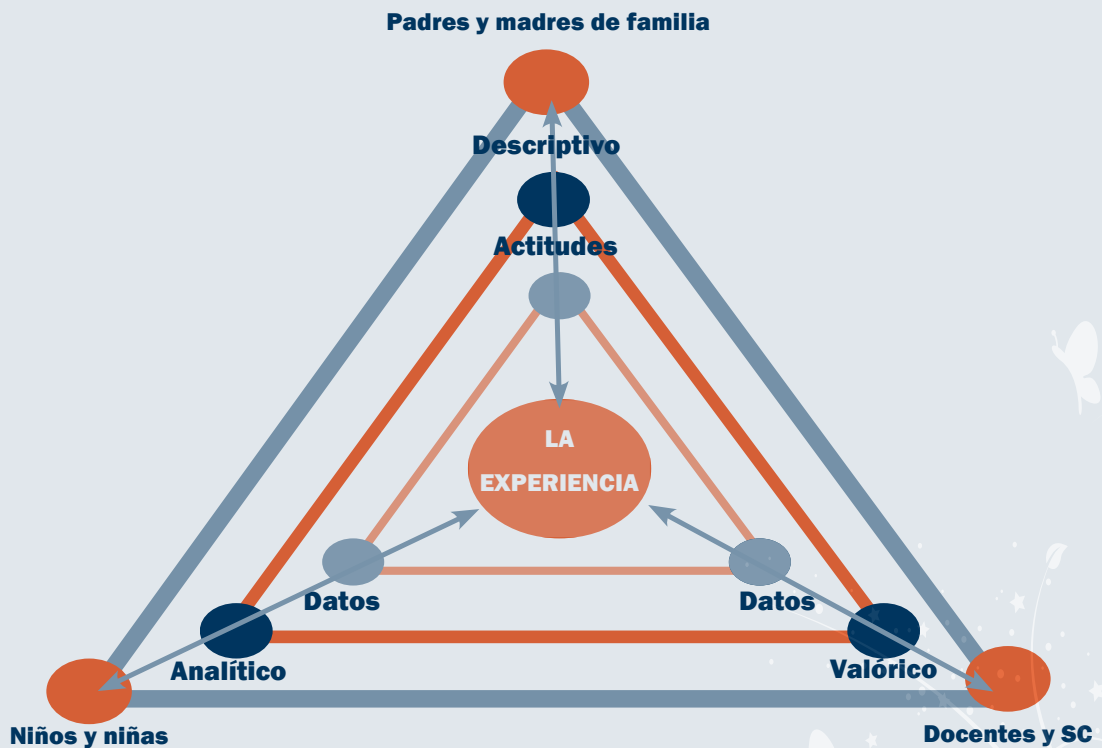 Padres y madres de familia
Descriptivo
Actitudes
LA
EXPERIENCIA
Datos
Datos
Analítico
Valórico
Niños y niñas
Docentes y SC